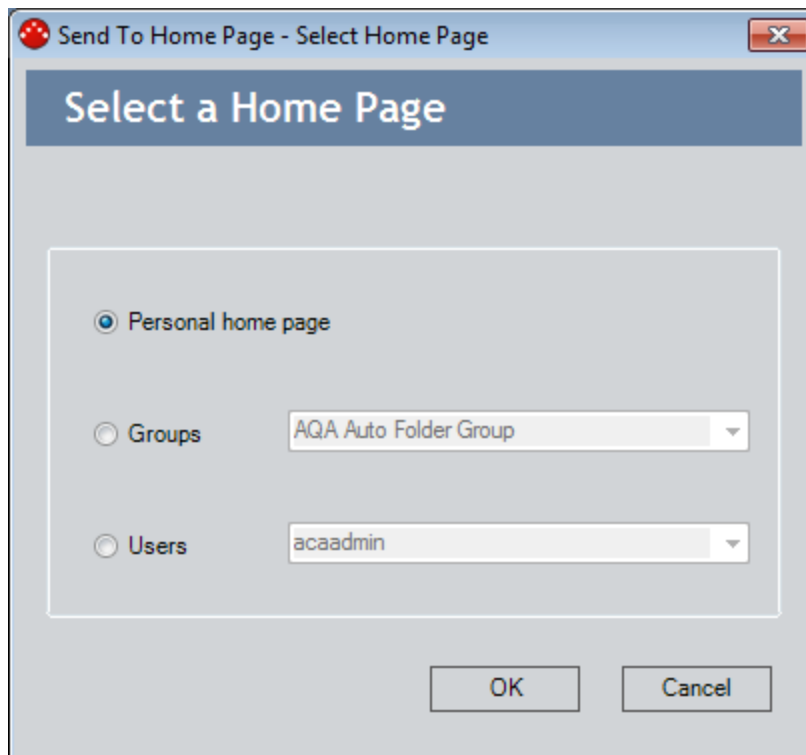 Send To Home Page - Select Home Page
Select a Home Page
Personal home page
Groups AQA Auto Folder Group
Users acaadmin
OK Cancel